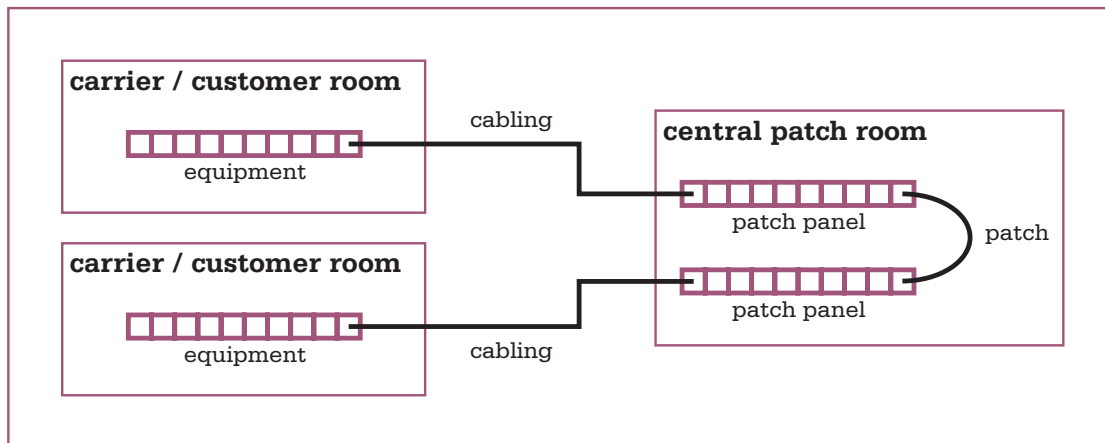 carrier / customer room
equipment
cabling
central patch room
patch panel
patch
patch panel
carrier / customer room
equipment
cabling